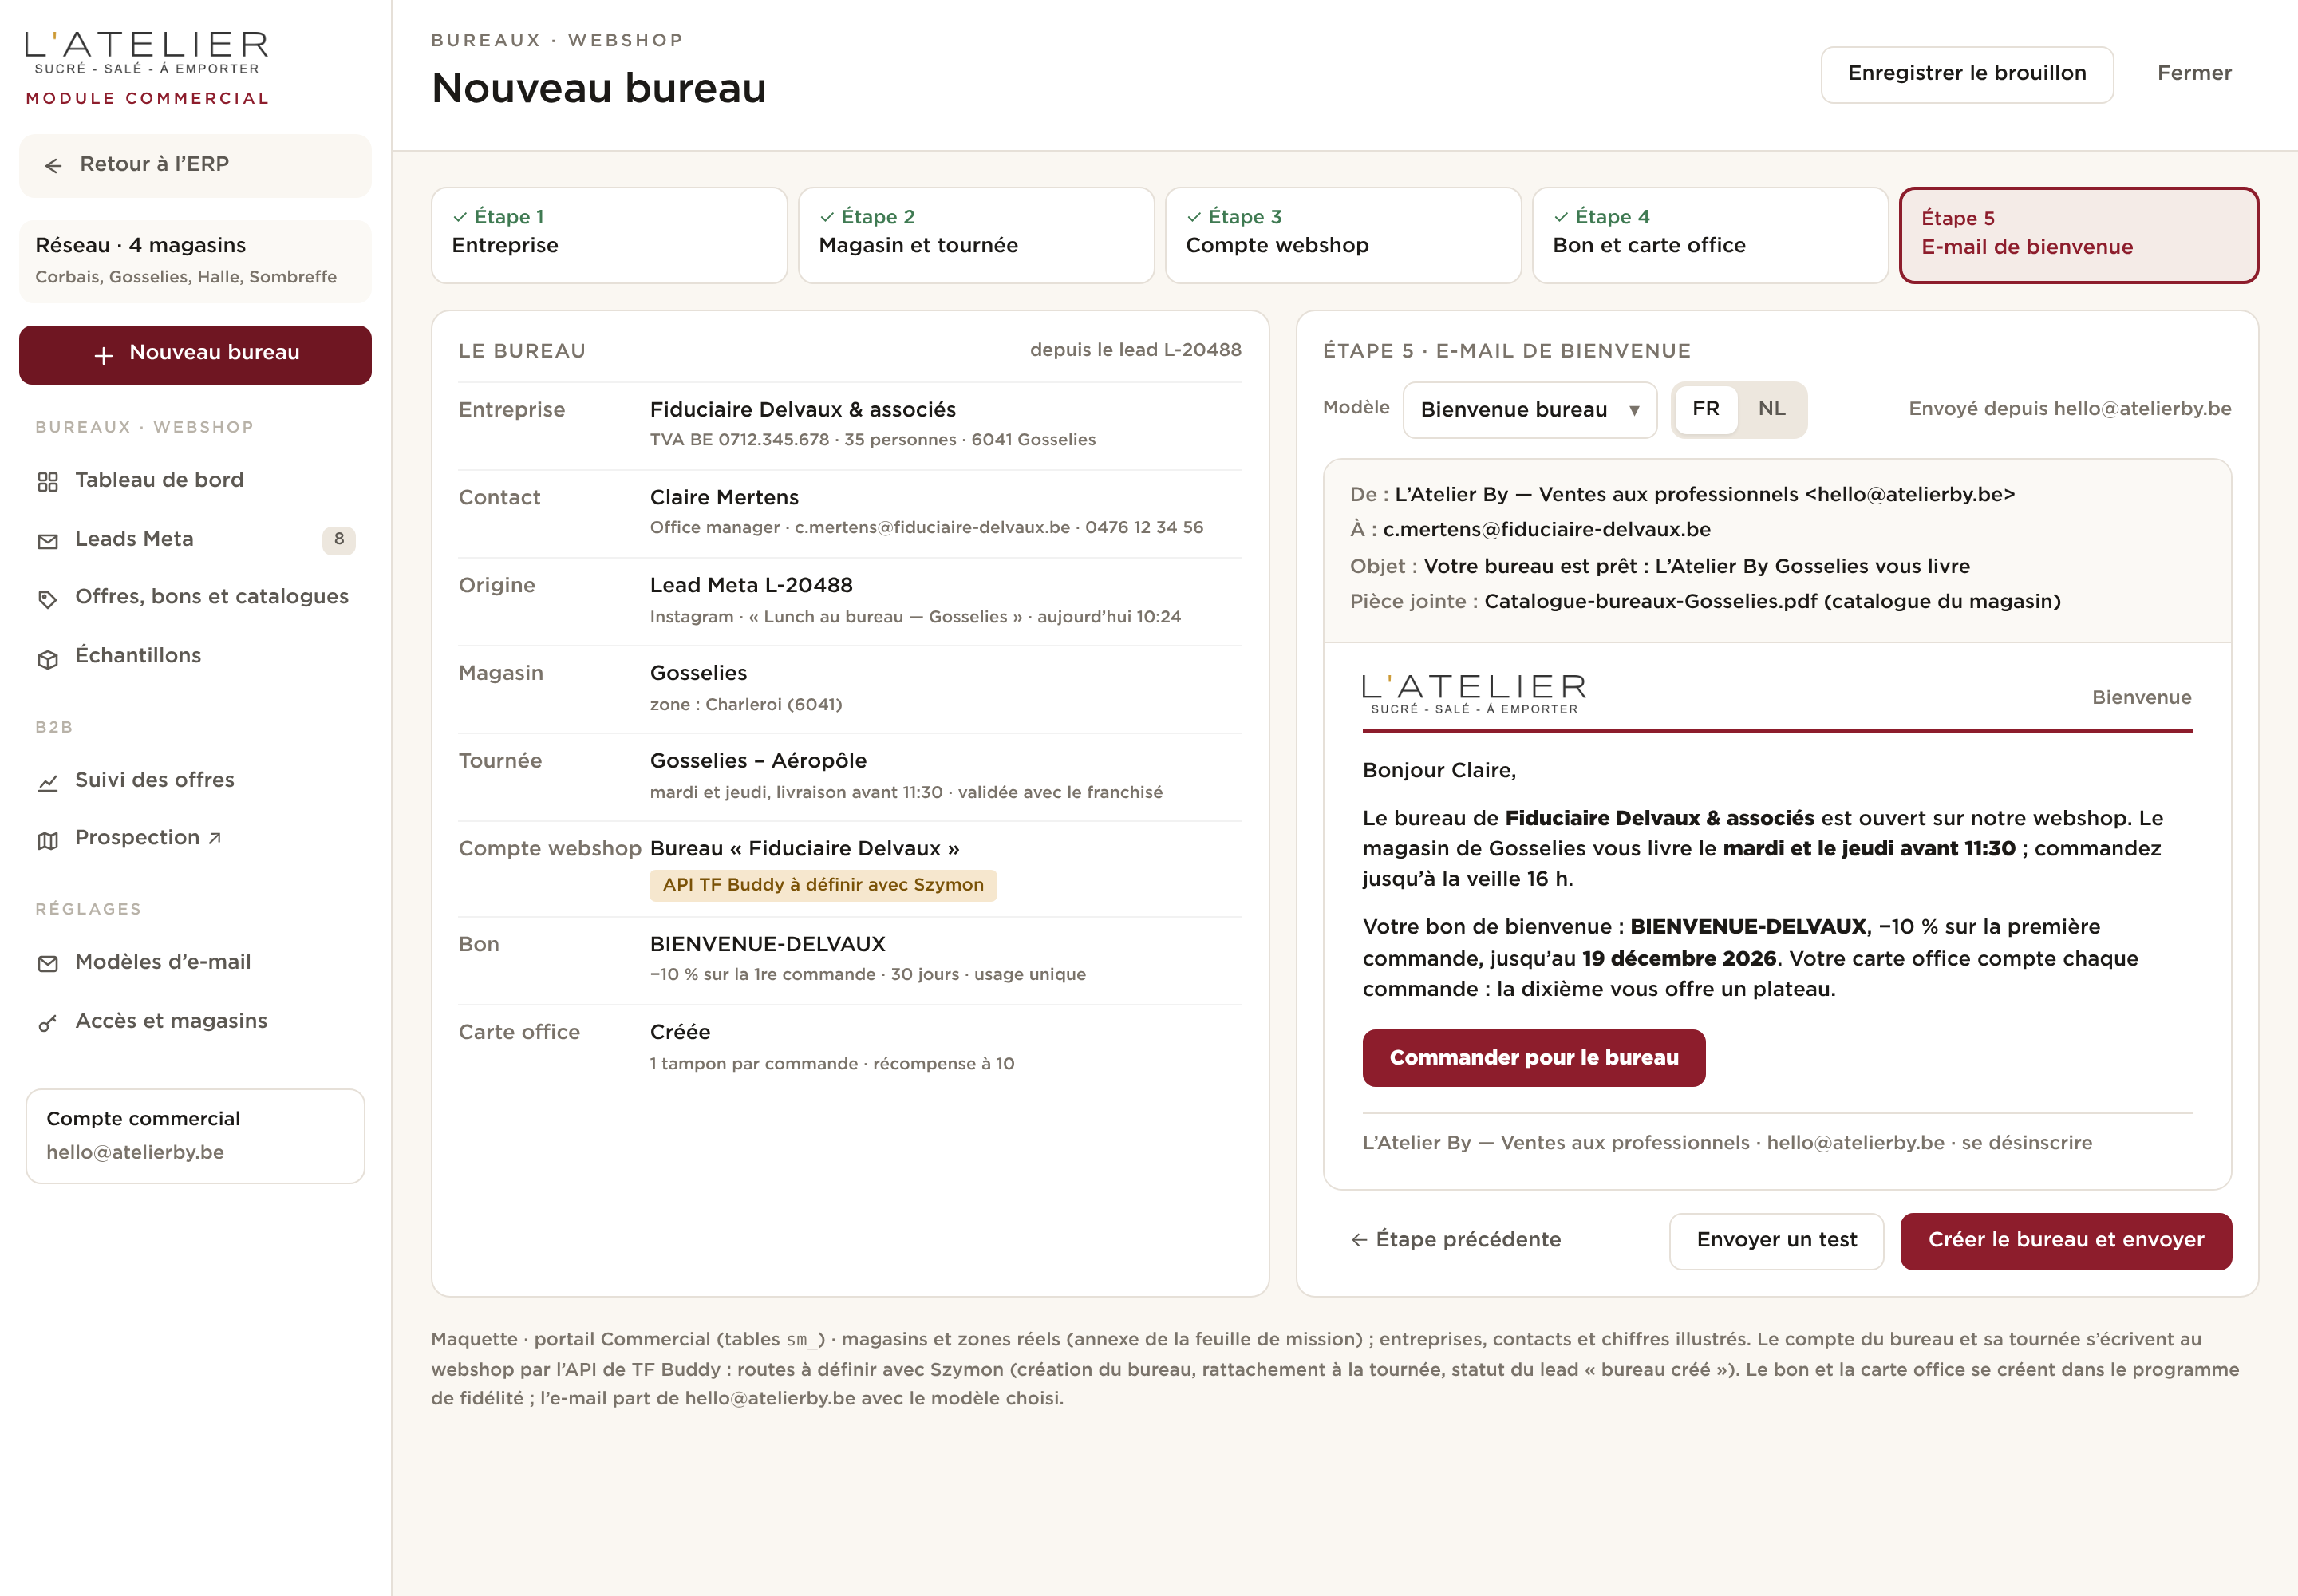 L'ATELIER
SUCRÉ - SALÉ - Á EMPORTER
MODULE COMMERCIAL
← Retour à l’ERP
Réseau · 4 magasins
Corbais, Gosselies, Halle, Sombreffe
+ Nouveau bureau
BUREAUX · WEBSHOP
Tableau de bord
Leads Meta 8
Offres, bons et catalogues
Échantillons
B2B
Suivi des offres
Prospection ↗
RÉGLAGES
Modèles d’e-mail
Accès et magasins
Compte commercial
hello@atelierby.be
BUREAUX · WEBSHOP
Nouveau bureau
Enregistrer le brouillon
Fermer
✓ Étape 1
Entreprise
✓ Étape 2
Magasin et tournée
✓ Étape 3
Compte webshop
✓ Étape 4
Bon et carte office
Étape 5
E-mail de bienvenue
LE BUREAU
depuis le lead L-20488
Entreprise
Fiduciaire Delvaux & associés
TVA BE 0712.345.678 · 35 personnes · 6041 Gosselies
Contact
Claire Mertens
Office manager · c.mertens@fiduciaire-delvaux.be · 0476 12 34 56
Origine
Lead Meta L-20488
Instagram · « Lunch au bureau — Gosselies » · aujourd’hui 10:24
Magasin
Gosselies
zone : Charleroi (6041)
Tournée
Gosselies – Aéropôle
mardi et jeudi, livraison avant 11:30 · validée avec le franchisé
Compte webshop
Bureau « Fiduciaire Delvaux »
API TF Buddy à définir avec Szymon
Bon
BIENVENUE-DELVAUX
−10 % sur la 1re commande · 30 jours · usage unique
Carte office
Créée
1 tampon par commande · récompense à 10
ÉTAPE 5 · E-MAIL DE BIENVENUE
Modèle
Bienvenue bureau ▾
FR
NL
Envoyé depuis hello@atelierby.be
De : L’Atelier By — Ventes aux professionnels <hello@atelierby.be>
À : c.mertens@fiduciaire-delvaux.be
Objet : Votre bureau est prêt : L’Atelier By Gosselies vous livre
Pièce jointe : Catalogue-bureaux-Gosselies.pdf (catalogue du magasin)
L'ATELIER
SUCRÉ - SALÉ - Á EMPORTER
Bienvenue
Bonjour Claire,
Le bureau de Fiduciaire Delvaux & associés est ouvert sur notre webshop. Le
magasin de Gosselies vous livre le mardi et le jeudi avant 11:30 ; commandez
jusqu’à la veille 16 h.
Votre bon de bienvenue : BIENVENUE-DELVAUX, −10 % sur la première
commande, jusqu’au 19 décembre 2026. Votre carte office compte chaque
commande : la dixième vous offre un plateau.
Commander pour le bureau
L’Atelier By — Ventes aux professionnels · hello@atelierby.be · se désinscrire
← Étape précédente
Envoyer un test
Créer le bureau et envoyer
Maquette · portail Commercial (tables sm_) · magasins et zones réels (annexe de la feuille de mission) ; entreprises, contacts et chiffres illustrés. Le compte du bureau et sa tournée s’écrivent au
webshop par l’API de TF Buddy : routes à définir avec Szymon (création du bureau, rattachement à la tournée, statut du lead « bureau créé »). Le bon et la carte office se créent dans le programme
de fidélité ; l’e-mail part de hello@atelierby.be avec le modèle choisi.